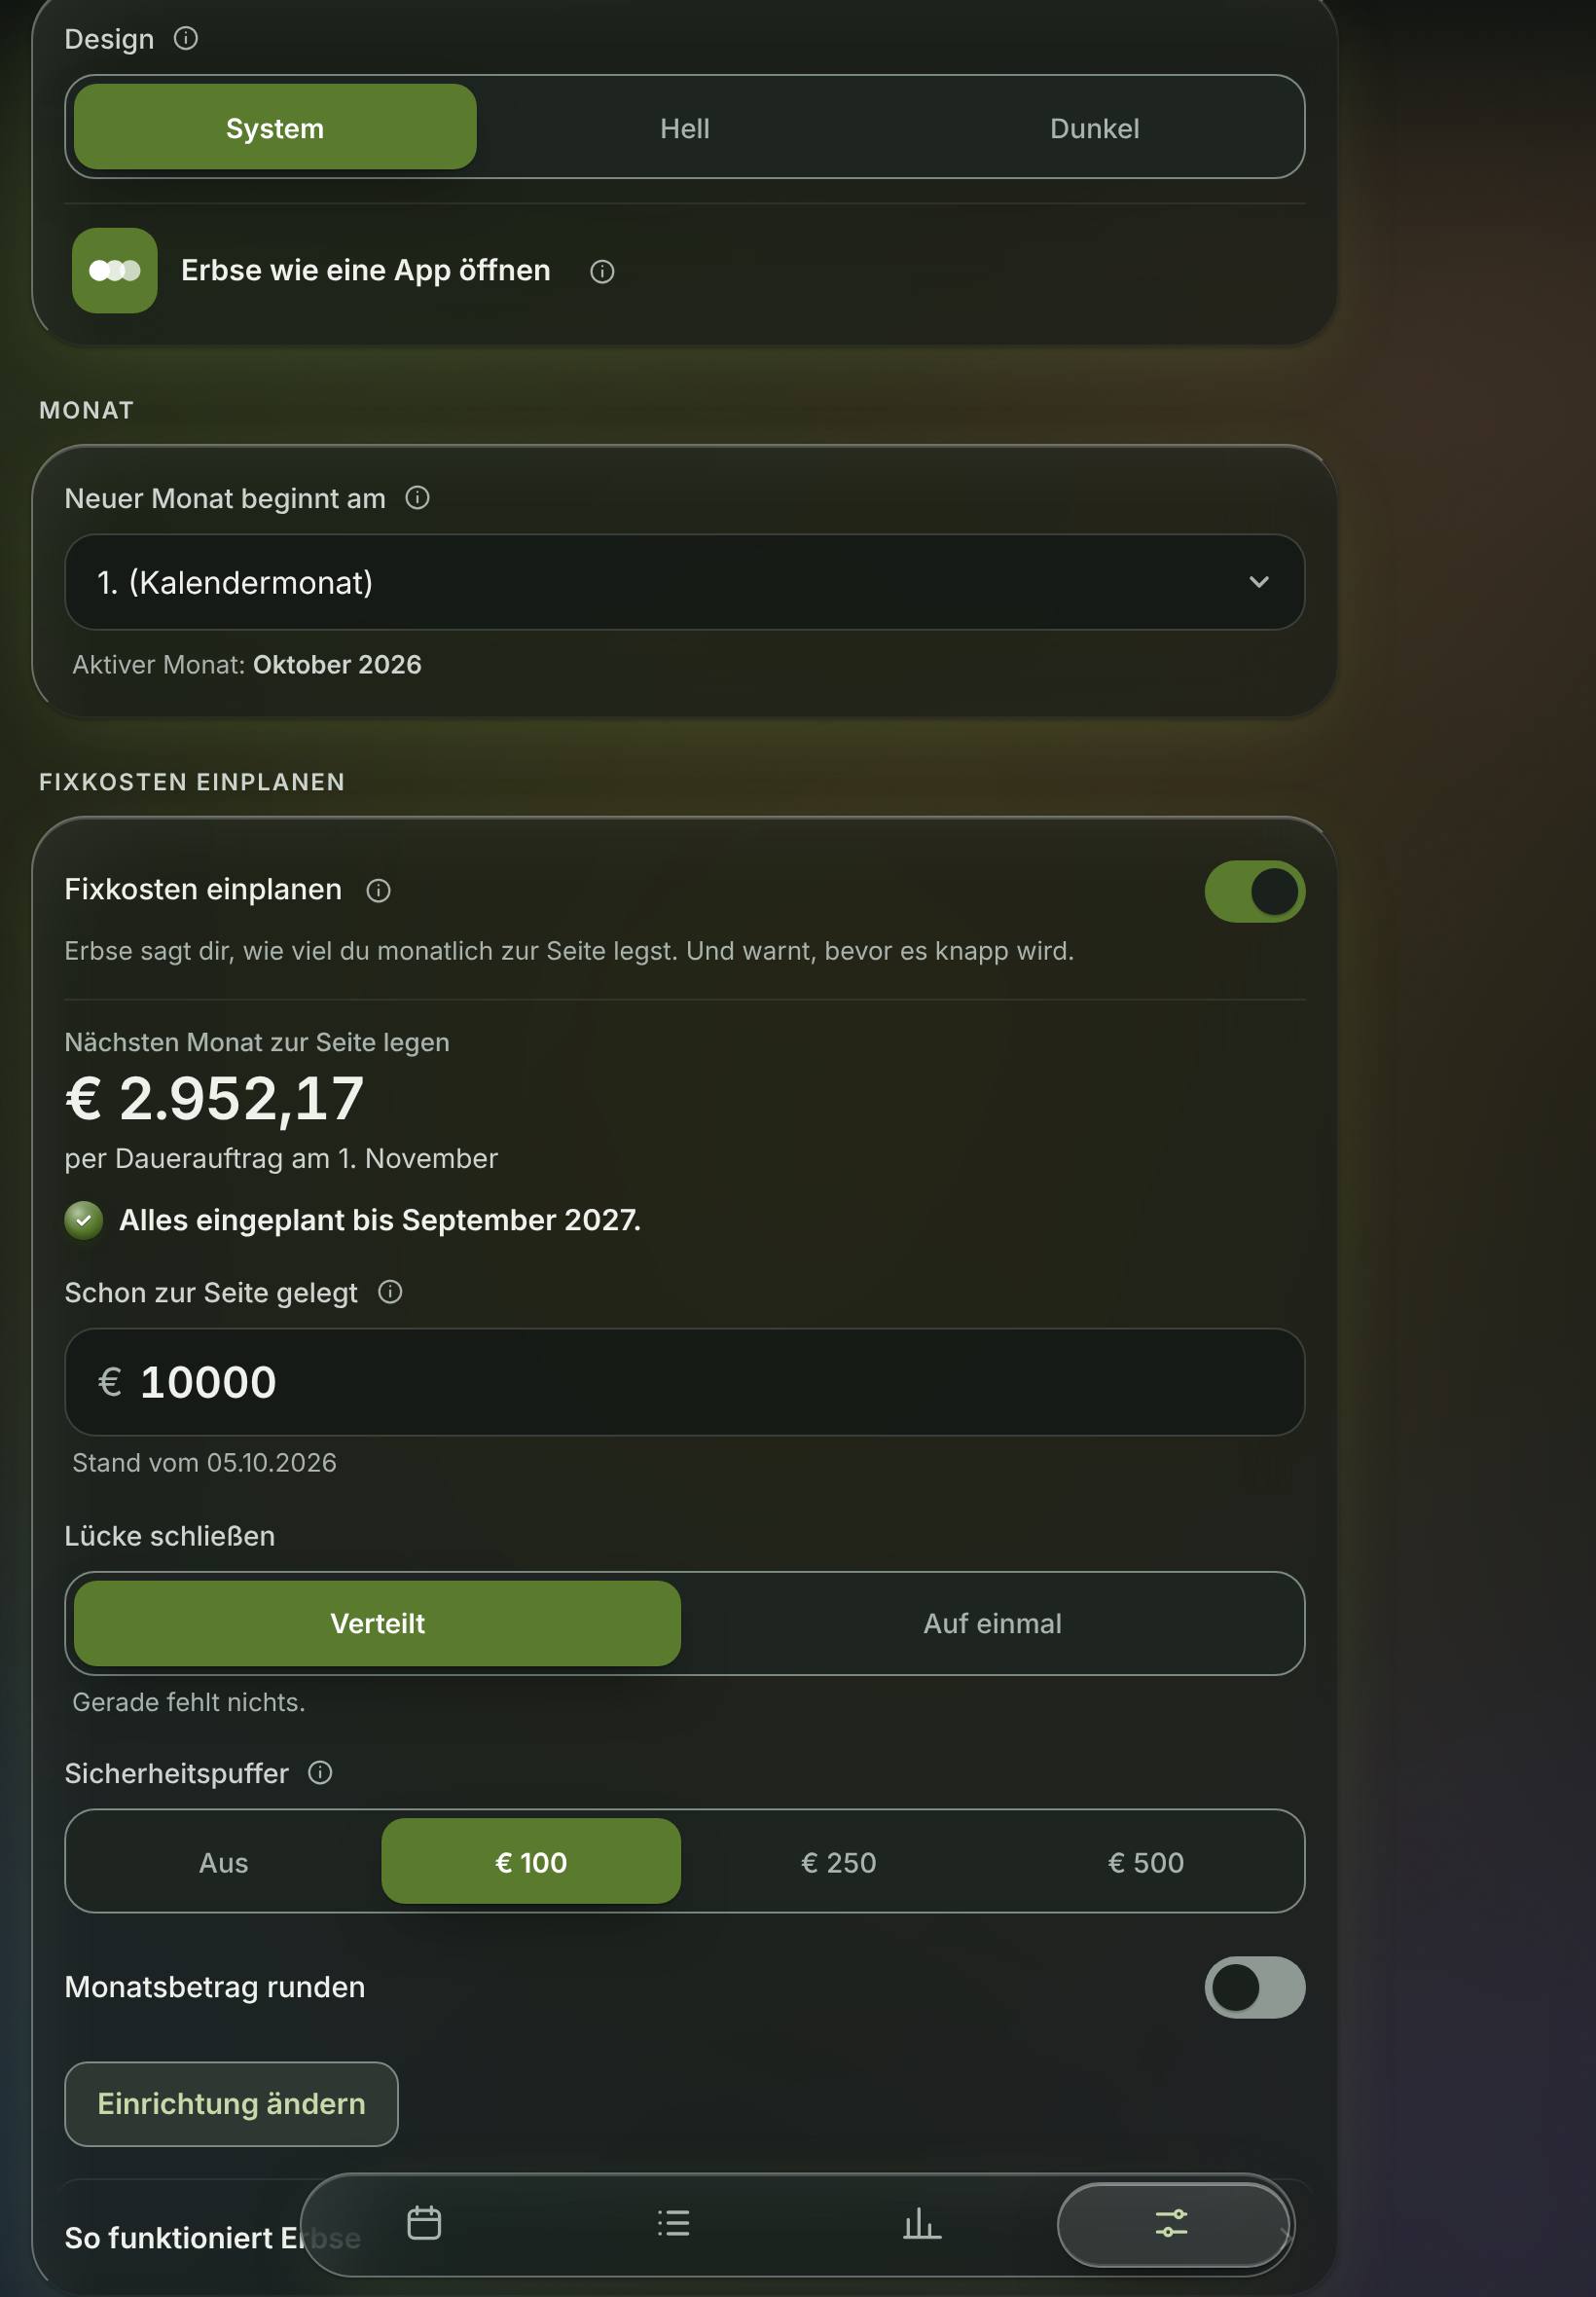 Design
System Hell Dunkel
Erbse wie eine App öffnen
MONAT
Neuer Monat beginnt am
1. (Kalendermonat)
Aktiver Monat: Oktober 2026
FIXKOSTEN EINPLANEN
Fixkosten einplanen
Erbse sagt dir, wie viel du monatlich zur Seite legst. Und warnt, bevor es knapp wird.
Nächsten Monat zur Seite legen
€ 2.952,17
per Dauerauftrag am 1. November
Alles eingeplant bis September 2027.
Schon zur Seite gelegt
€ 10000
Stand vom 05.10.2026
Lücke schließen
Verteilt Auf einmal
Gerade fehlt nichts.
Sicherheitspuffer
Aus € 100 € 250 € 500
Monatsbetrag runden
Einrichtung ändern
So funktioniert Erbse